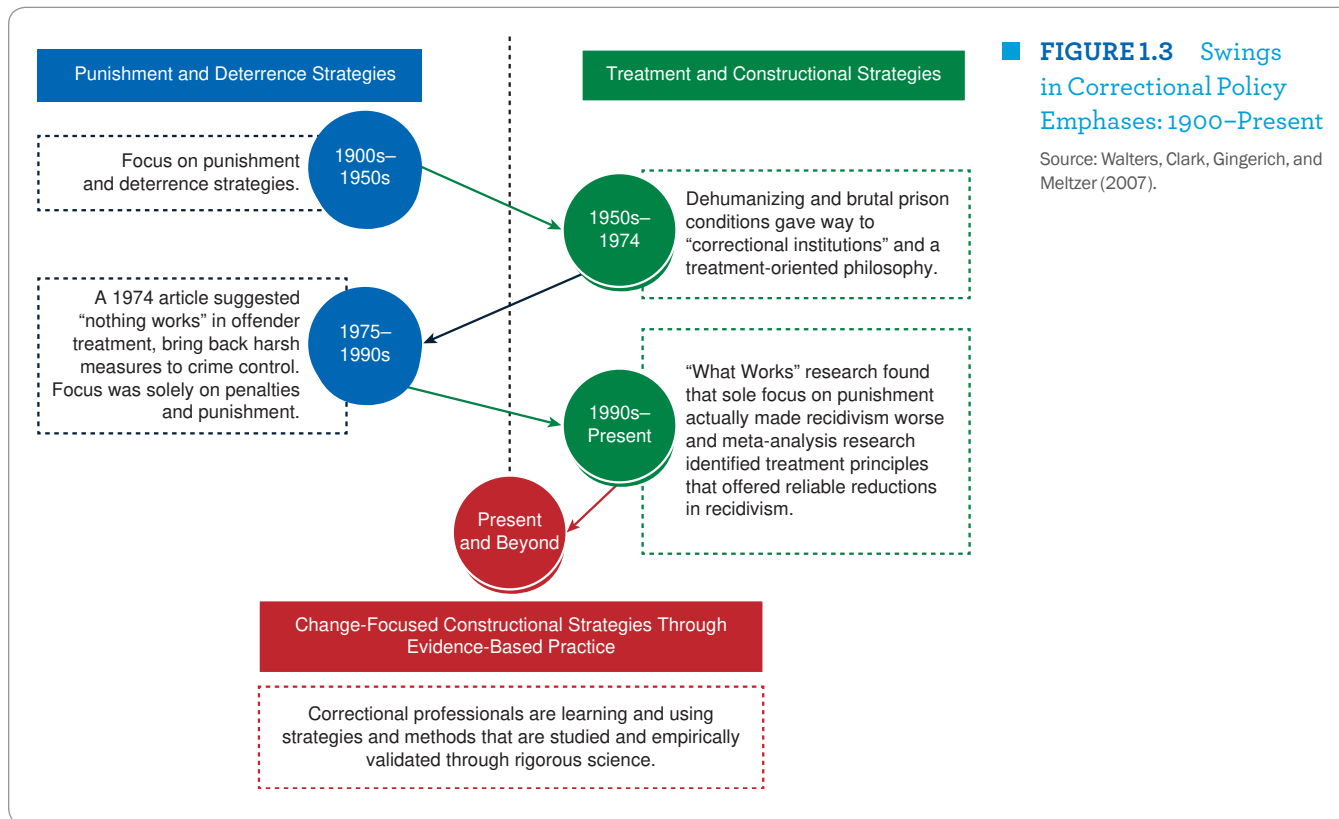 Punishment and Deterrence Strategies
Treatment and Constructional Strategies
FIGURE 1.3 Swings
in Correctional Policy
Emphases: 1900–Present
Source: Walters, Clark, Gingerich, and
Meltzer (2007).
Focus on punishment
and deterrence strategies.
1900s–
1950s
1950s–
1974
Dehumanizing and brutal prison
conditions gave way to
“correctional institutions” and a
treatment-oriented philosophy.
A 1974 article suggested
“nothing works” in offender
treatment, bring back harsh
measures to crime control.
Focus was solely on penalties
and punishment.
1975–
1990s
1990s–
Present
“What Works” research found
that sole focus on punishment
actually made recidivism worse
and meta-analysis research
identified treatment principles
that offered reliable reductions
in recidivism.
Present
and Beyond
Change-Focused Constructional Strategies Through
Evidence-Based Practice
Correctional professionals are learning and using
strategies and methods that are studied and empirically
validated through rigorous science.